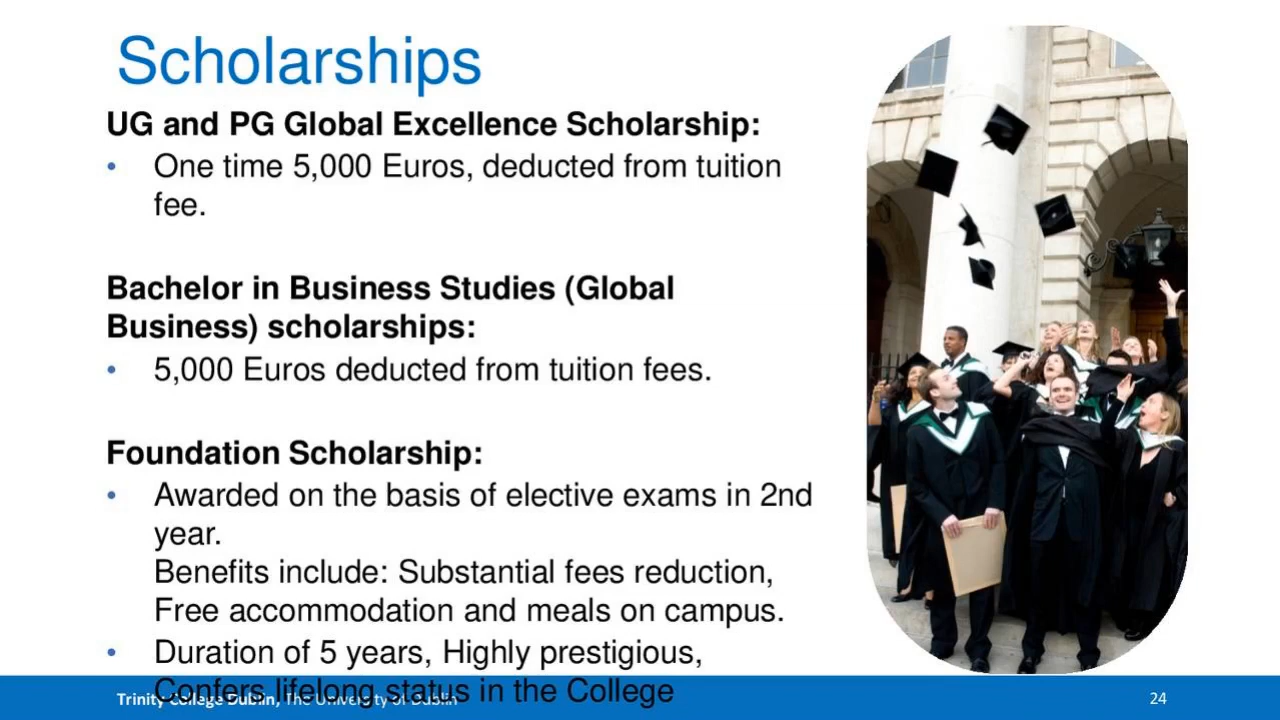 Scholarships
UG and PG Global Excellence Scholarship:
• One time 5,000 Euros, deducted from tuition
fee.
Bachelor in Business Studies (Global
Business) scholarships:
• 5,000 Euros deducted from tuition fees.
Foundation Scholarship:
• Awarded on the basis of elective exams in 2nd
year.
Benefits include: Substantial fees reduction,
Free accommodation and meals on campus.
• Duration of 5 years, Highly prestigious,
Confers lifelong status in the College
Trinity College Dublin, The University of Dublin
24